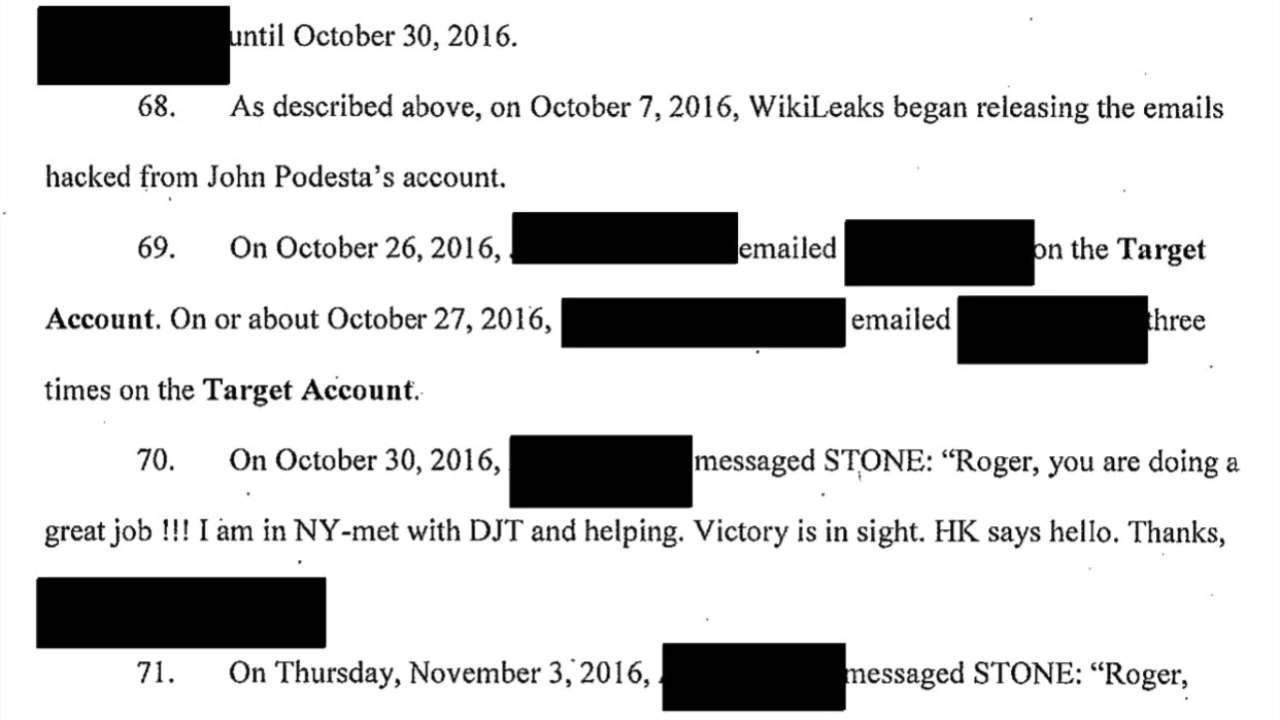 until October 30, 2016.
68. As described above, on October 7, 2016, WikiLeaks began releasing the emails
hacked from John Podesta's account.
69. On October 26, 2016, emailed on the Target
Account. On or about October 27, 2016, emailed three
times on the Target Account.
70. On October 30, 2016, messaged STONE: “Roger, you are doing a
great job !!! I am in NY-met with DJT and helping. Victory is in sight. HK says hello. Thanks,
71. On Thursday, November 3, 2016, messaged STONE: “Roger,